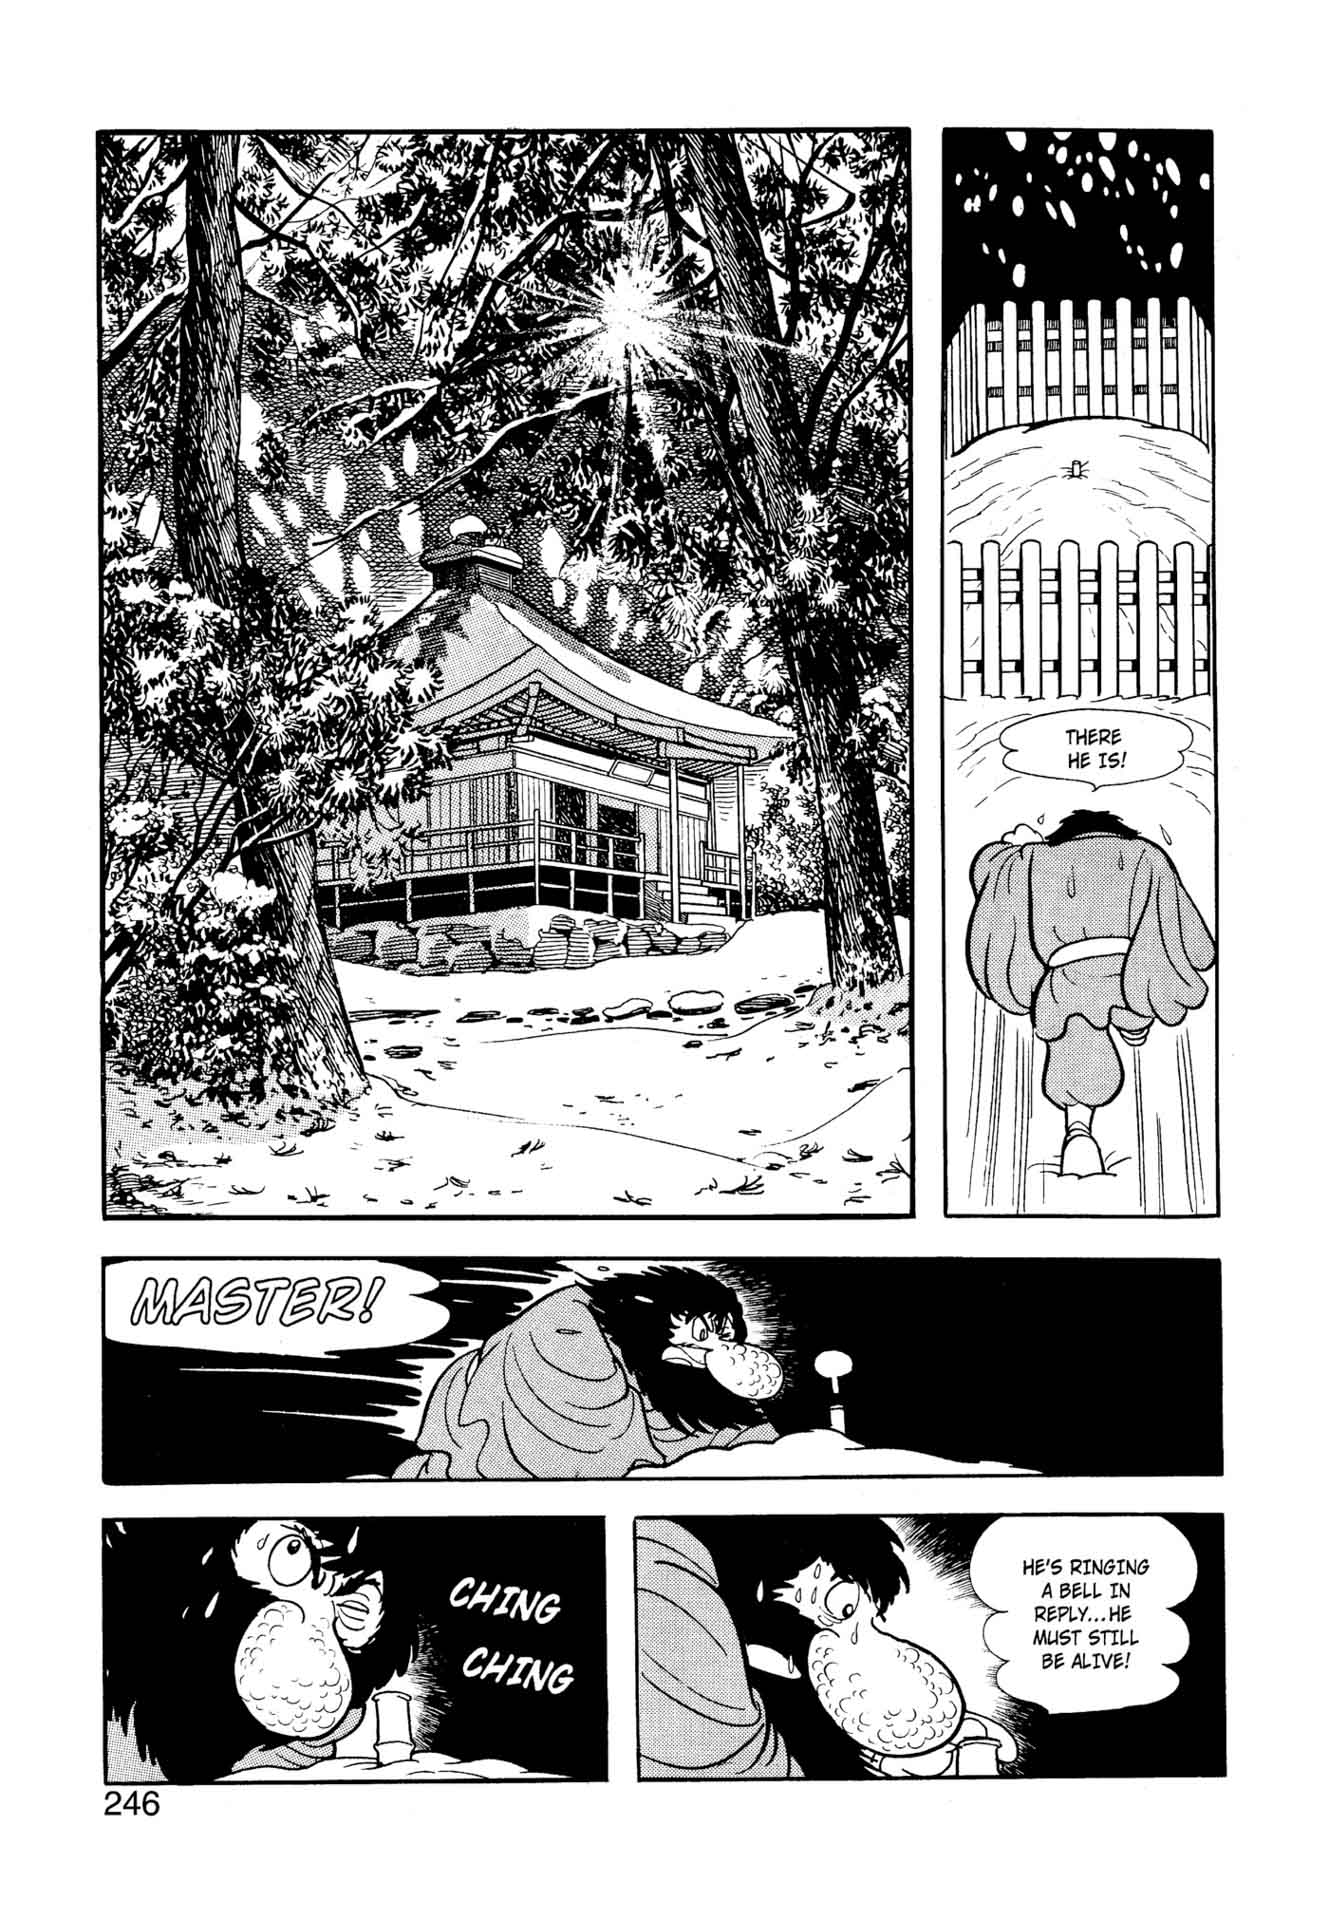 THERE
HE IS!
MASTER!
CHING
CHING
HE'S RINGING
A BELL IN
REPLY...HE
MUST STILL
BE ALIVE!
246